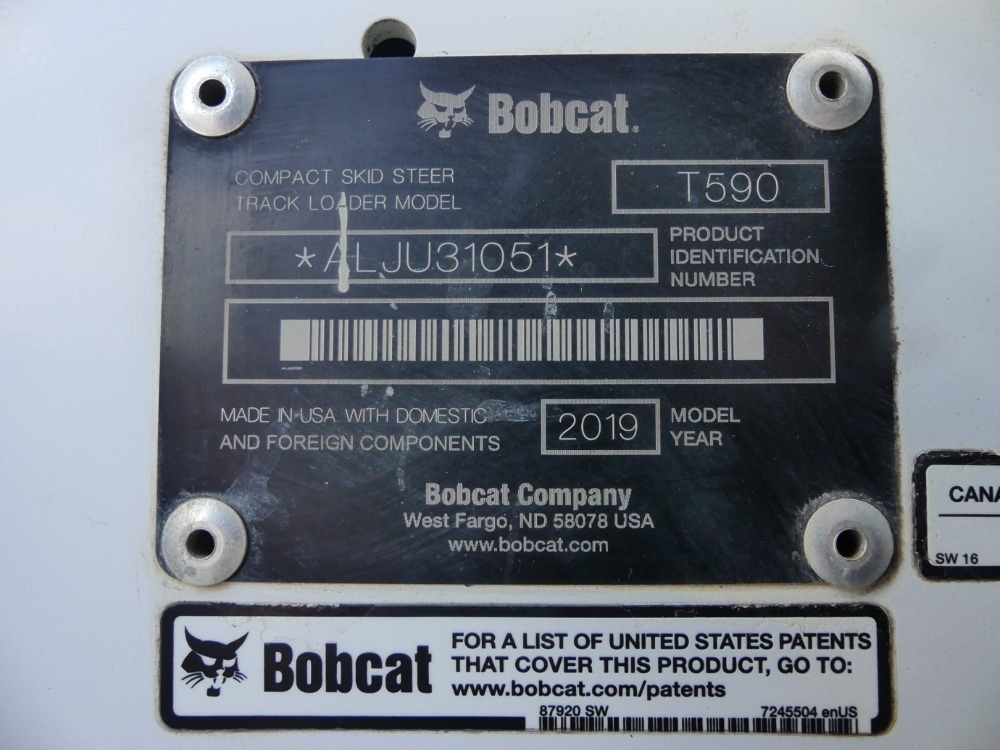 Bobcat
COMPACT SKID STEER
TRACK LOADER MODEL
T590
*ALJU31051*
PRODUCT
IDENTIFICATION
NUMBER
MADE IN USA WITH DOMESTIC
AND FOREIGN COMPONENTS
2019
MODEL
YEAR
Bobcat Company
West Fargo, ND 58078 USA
www.bobcat.com
CANA
SW 16
Bobcat
FOR A LIST OF UNITED STATES PATENTS
THAT COVER THIS PRODUCT, GO TO:
www.bobcat.com/patents
87920 SW
7245504 enUS